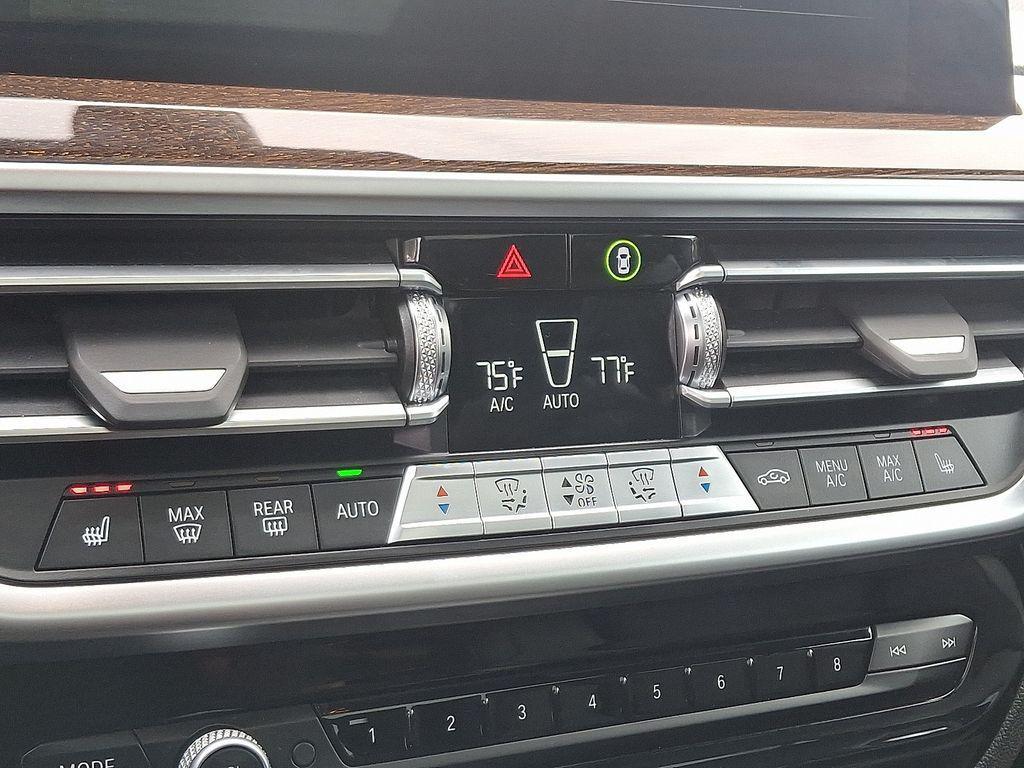 75°F
77°F
A/C
AUTO
MAX
REAR
AUTO
OFF
MENU
A/C
MAX
A/C
1
2
3
4
5
6
7
8
MODE